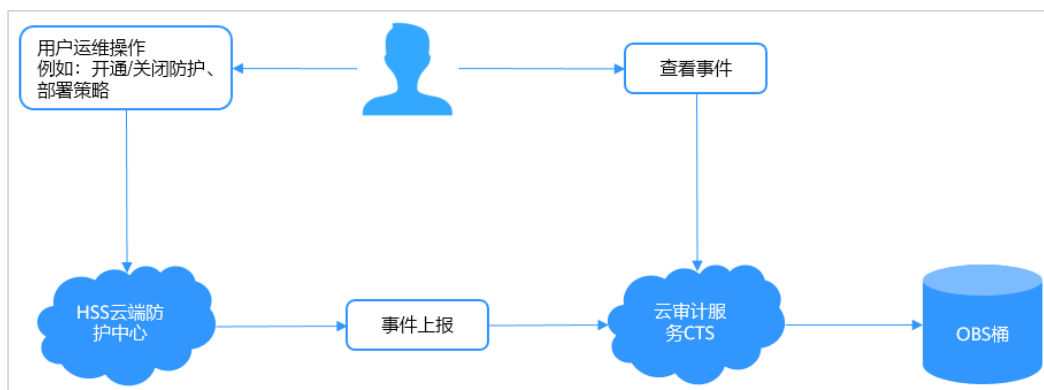 用户运维操作
例如：开通/关闭防护、
部署策略
查看事件
HSS云端防
护中心
事件上报
云审计服
务CTS
OBS桶